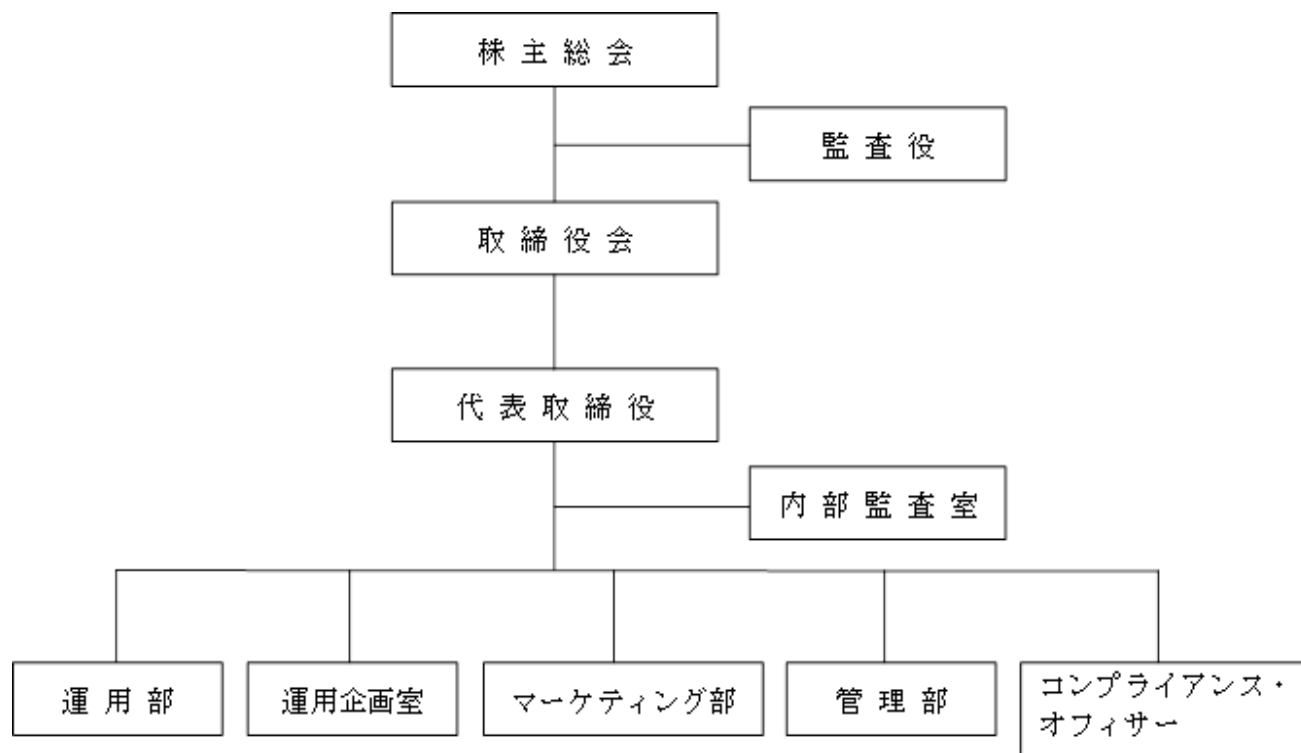 株主総会
監査役
取締役会
代表取締役
内部監査室
運用部
運用企画室
マーケティング部
管理部
コンプライアンス・
オフィサー